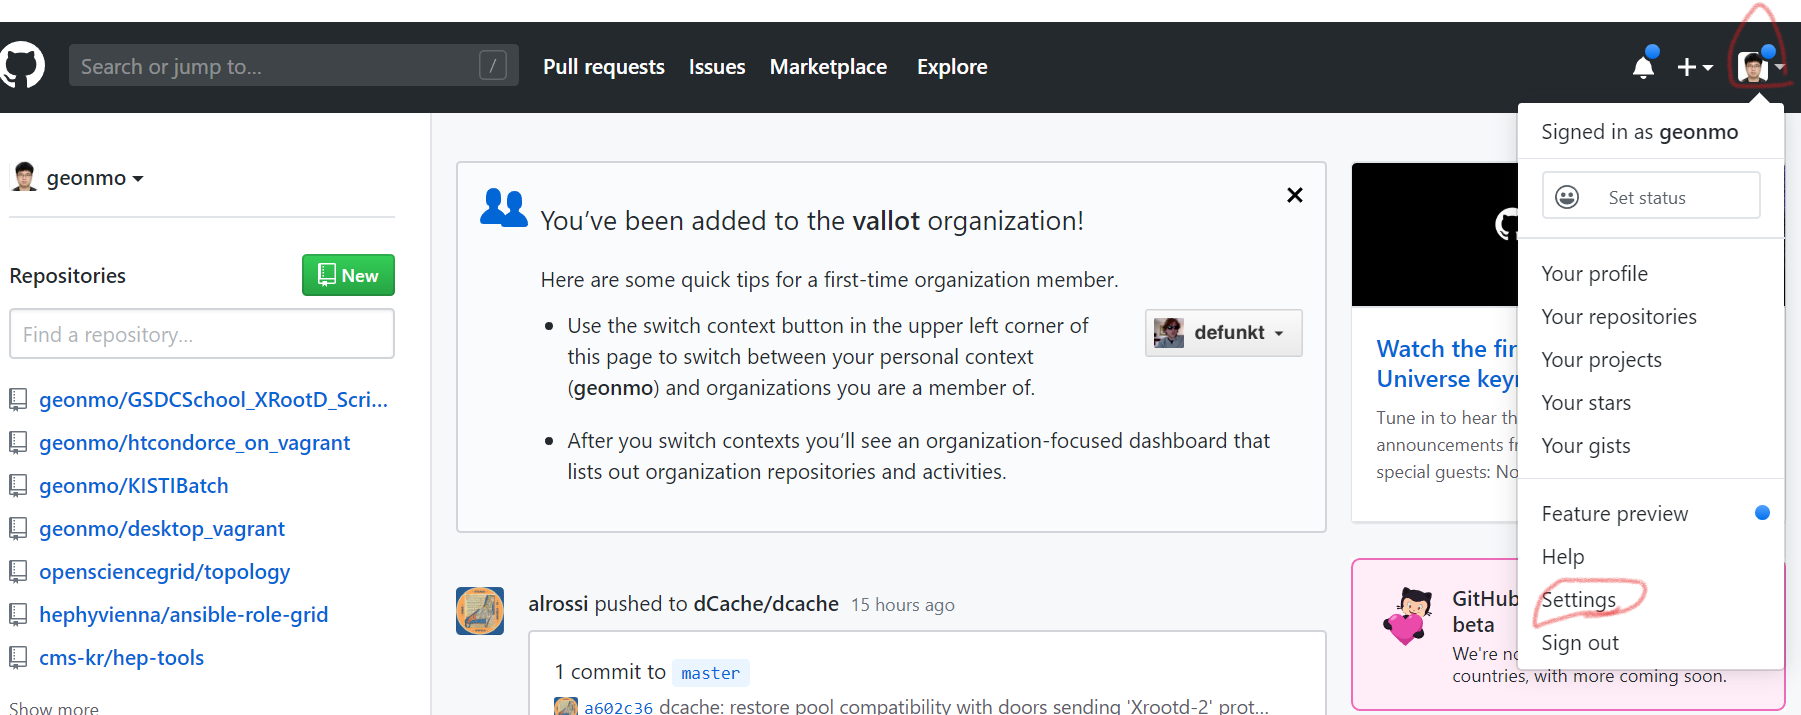 Search or jump to...
/
Pull requests
Issues
Marketplace
Explore
Signed in as geonmo
Set status
Your profile
Your repositories
Your projects
Your stars
Your gists
Feature preview
Help
Settings
Sign out
geonmo
Repositories
New
Find a repository...
geonmo/GSDCSchool_XRootD_Scri...
geonmo/htcondorce_on_vagrant
geonmo/KISTIBatch
geonmo/desktop_vagrant
opensciencegrid/topology
hephyvienna/ansible-role-grid
cms-kr/hep-tools
Show more
You’ve been added to the vallot organization!
Here are some quick tips for a first-time organization member.
Use the switch context button in the upper left corner of
this page to switch between your personal context
(geonmo) and organizations you are a member of.
defunkt
After you switch contexts you’ll see an organization-focused dashboard that
lists out organization repositories and activities.
alrossi pushed to dCache/dcache 15 hours ago
1 commit to master
a602c36 dcache: restore pool compatibility with doors sending 'Xrootd-2' prot...
Watch the
Universe
Tune in to hear
announcements
special guests:
GitHub
beta
We're
countries, with more coming soon.